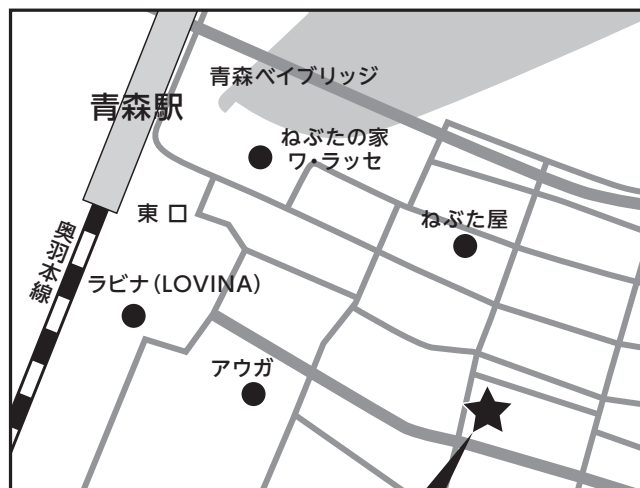 青森ベイブリッジ
青森駅
ねぶたの家
ワ・ラッセ
東口
ねぶた屋
奥羽本線
ラビナ(LOVINA)
アウガ